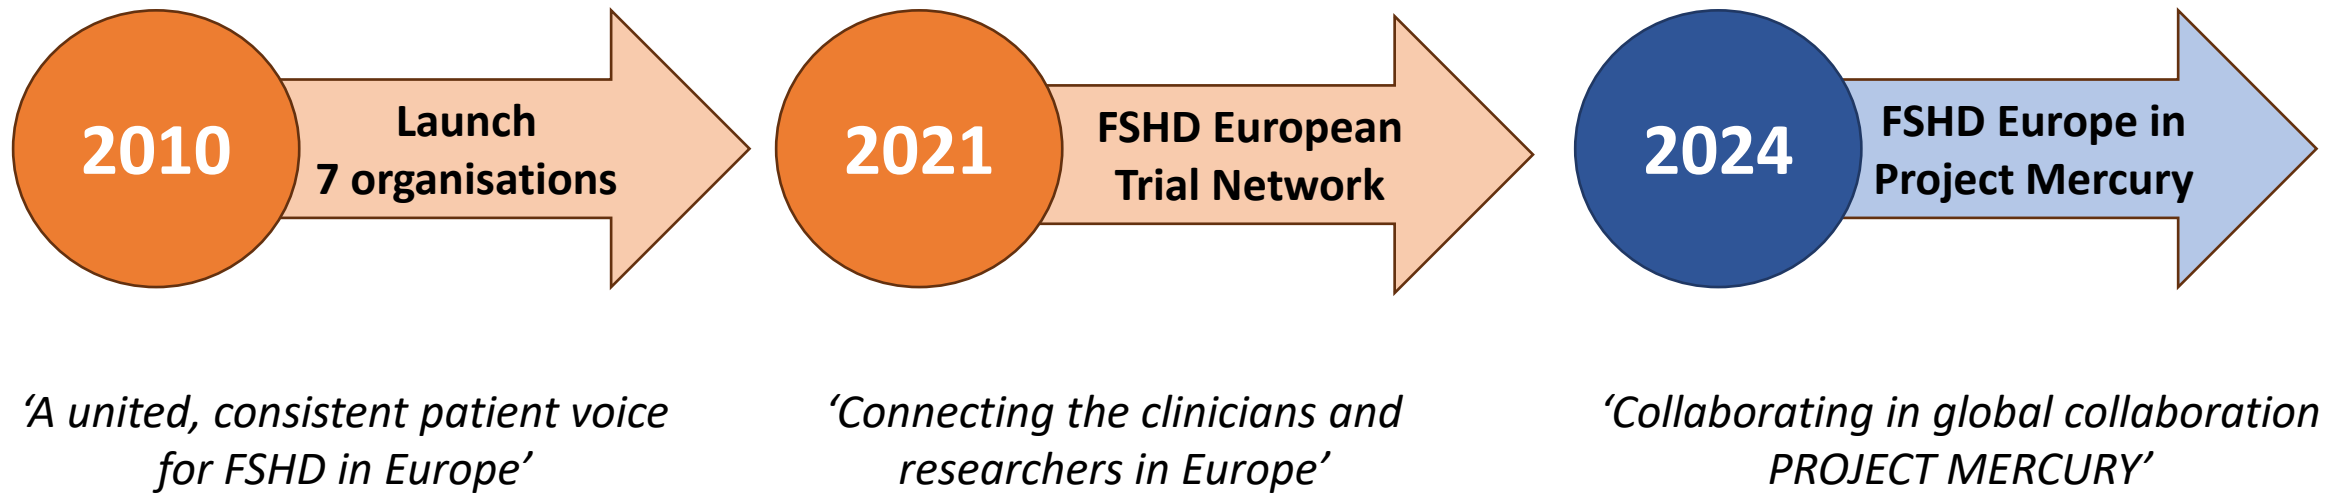 2010
Launch
7 organisations
2021
FSHD European
Trial Network
2024
FSHD Europe in
Project Mercury
‘A united, consistent patient voice
for FSHD in Europe’
‘Connecting the clinicians and
researchers in Europe’
‘Collaborating in global collaboration
PROJECT MERCURY’